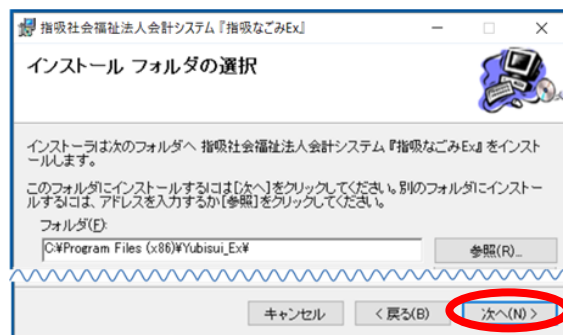 指吸社会福祉法人会計システム『指吸なごみEx』
インストール フォルダの選択
インストーラは次のフォルダへ 指吸社会福祉法人会計システム『指吸なごみEx』 をインスト
ールします。
このフォルダにインストールするには[次へ]をクリックしてください。別のフォルダにインストー
ルするには、アドレスを入力するか[参照]をクリックしてください。
フォルダ(F):
C:¥Program Files (x86)¥Yubisui_Ex¥
参照(R)...
キャンセル
< 戻る(B)
次へ(N) >